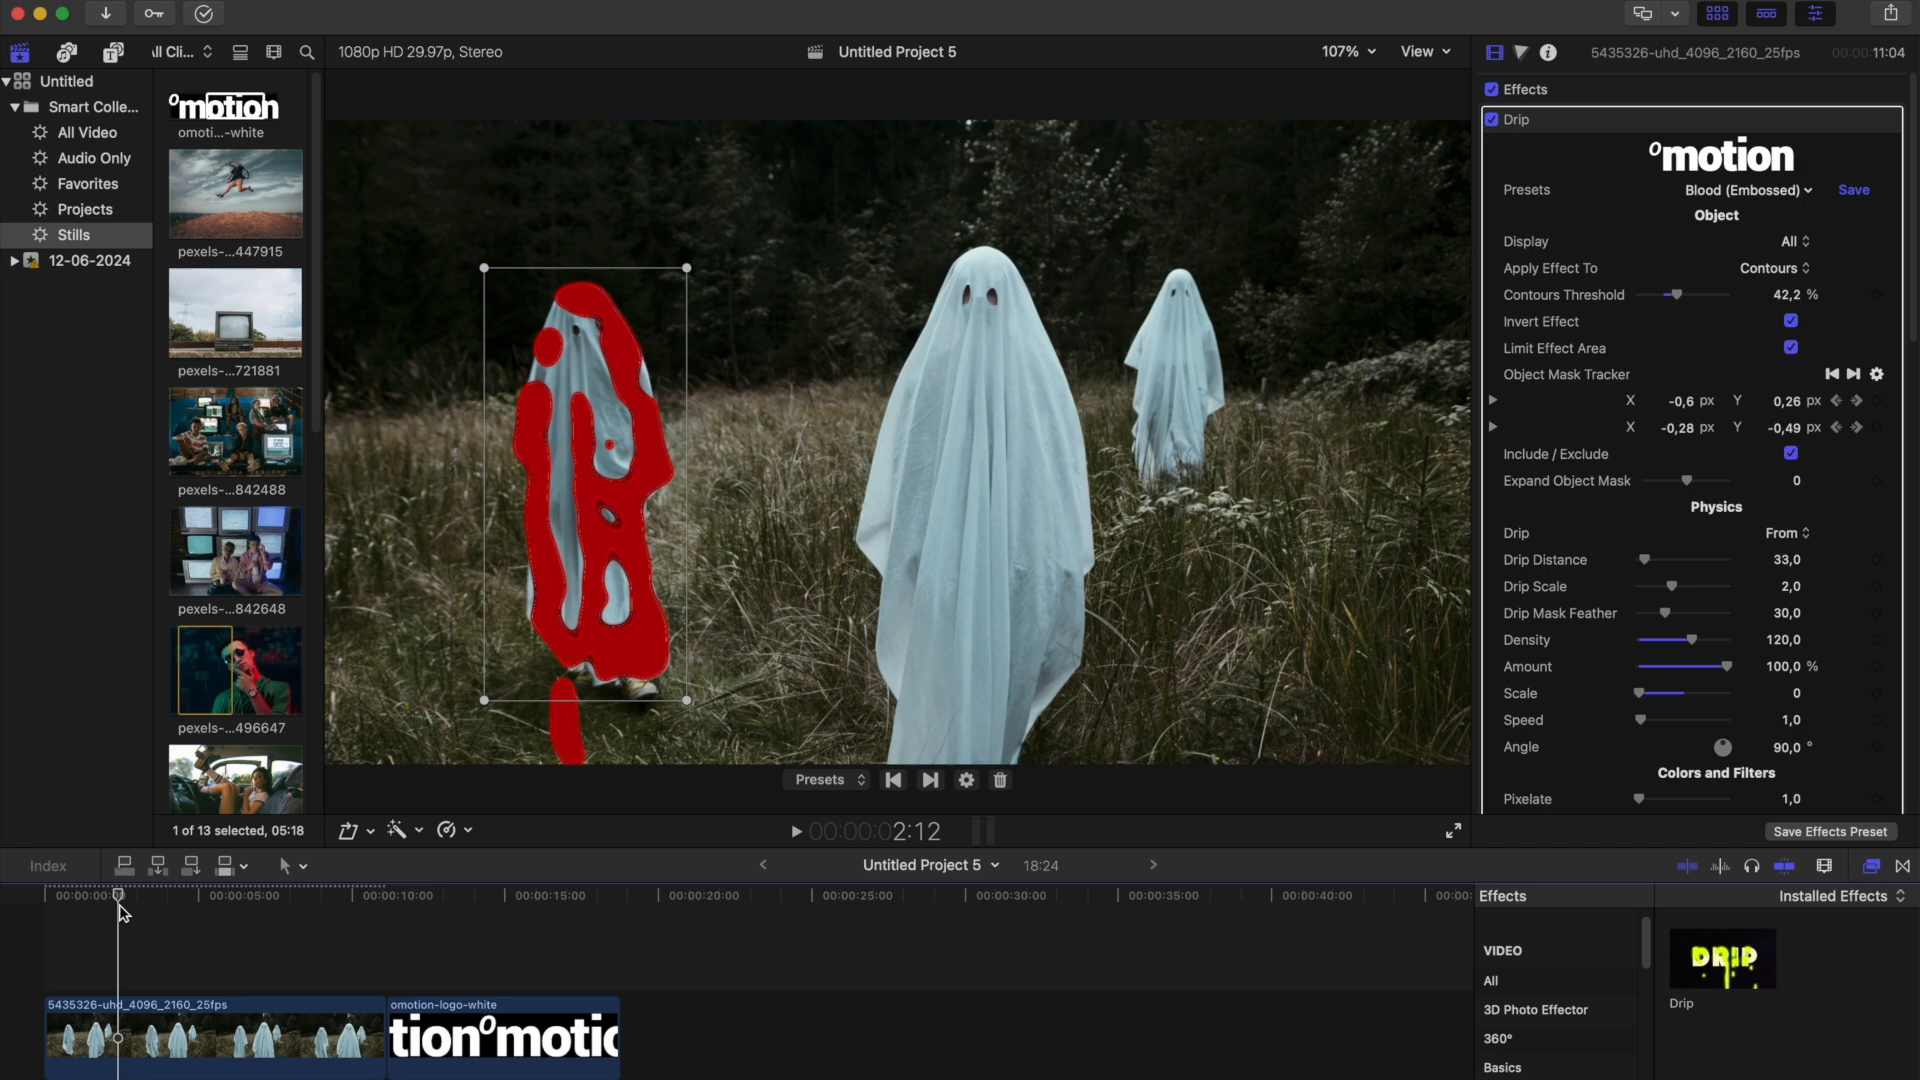 ll Cli...
1080p HD 29.97p, Stereo
Untitled Project 5
107%
View
5435326-uhd_4096_2160_25fps
00:00:11:04
Untitled
Smart Colle...
All Video
Audio Only
Favorites
Projects
Stills
12-06-2024
omotion
omoti...-white
pexels-...447915
pexels-...721881
pexels-...842488
pexels-...842648
pexels-...496647
1 of 13 selected, 05:18
Effects
Drip
omotion
Presets
Blood (Embossed)
Save
Object
Display
All
Apply Effect To
Contours
Contours Threshold
42,2 %
Invert Effect
Limit Effect Area
Object Mask Tracker
X -0,6 px Y 0,26 px
X -0,28 px Y -0,49 px
Include / Exclude
Expand Object Mask
0
Physics
Drip
From
Drip Distance
33,0
Drip Scale
2,0
Drip Mask Feather
30,0
Density
120,0
Amount
100,0 %
Scale
0
Speed
1,0
Angle
90,0 °
Colors and Filters
Pixelate
1,0
Save Effects Preset
Presets
00:00:02:12
Index
Untitled Project 5
18:24
00:00:00:00
00:00:05:00
00:00:10:00
00:00:15:00
00:00:20:00
00:00:25:00
00:00:30:00
00:00:35:00
00:00:40:00
00:00:
5435326-uhd_4096_2160_25fps
omotion-logo-white
tionomotic
Effects
Installed Effects
VIDEO
All
3D Photo Effector
360°
Basics
DRIP
Drip